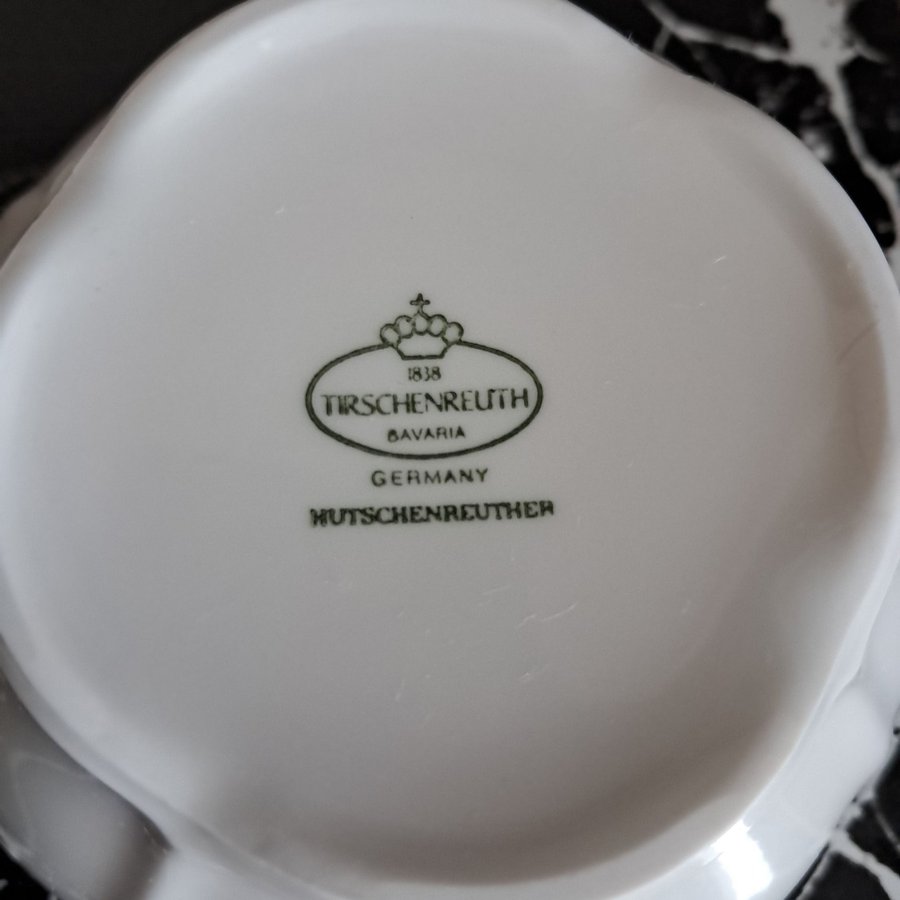 1838
TIRSCHENREUTH
BAVARIA
GERMANY
HUTSCHENREUTHER